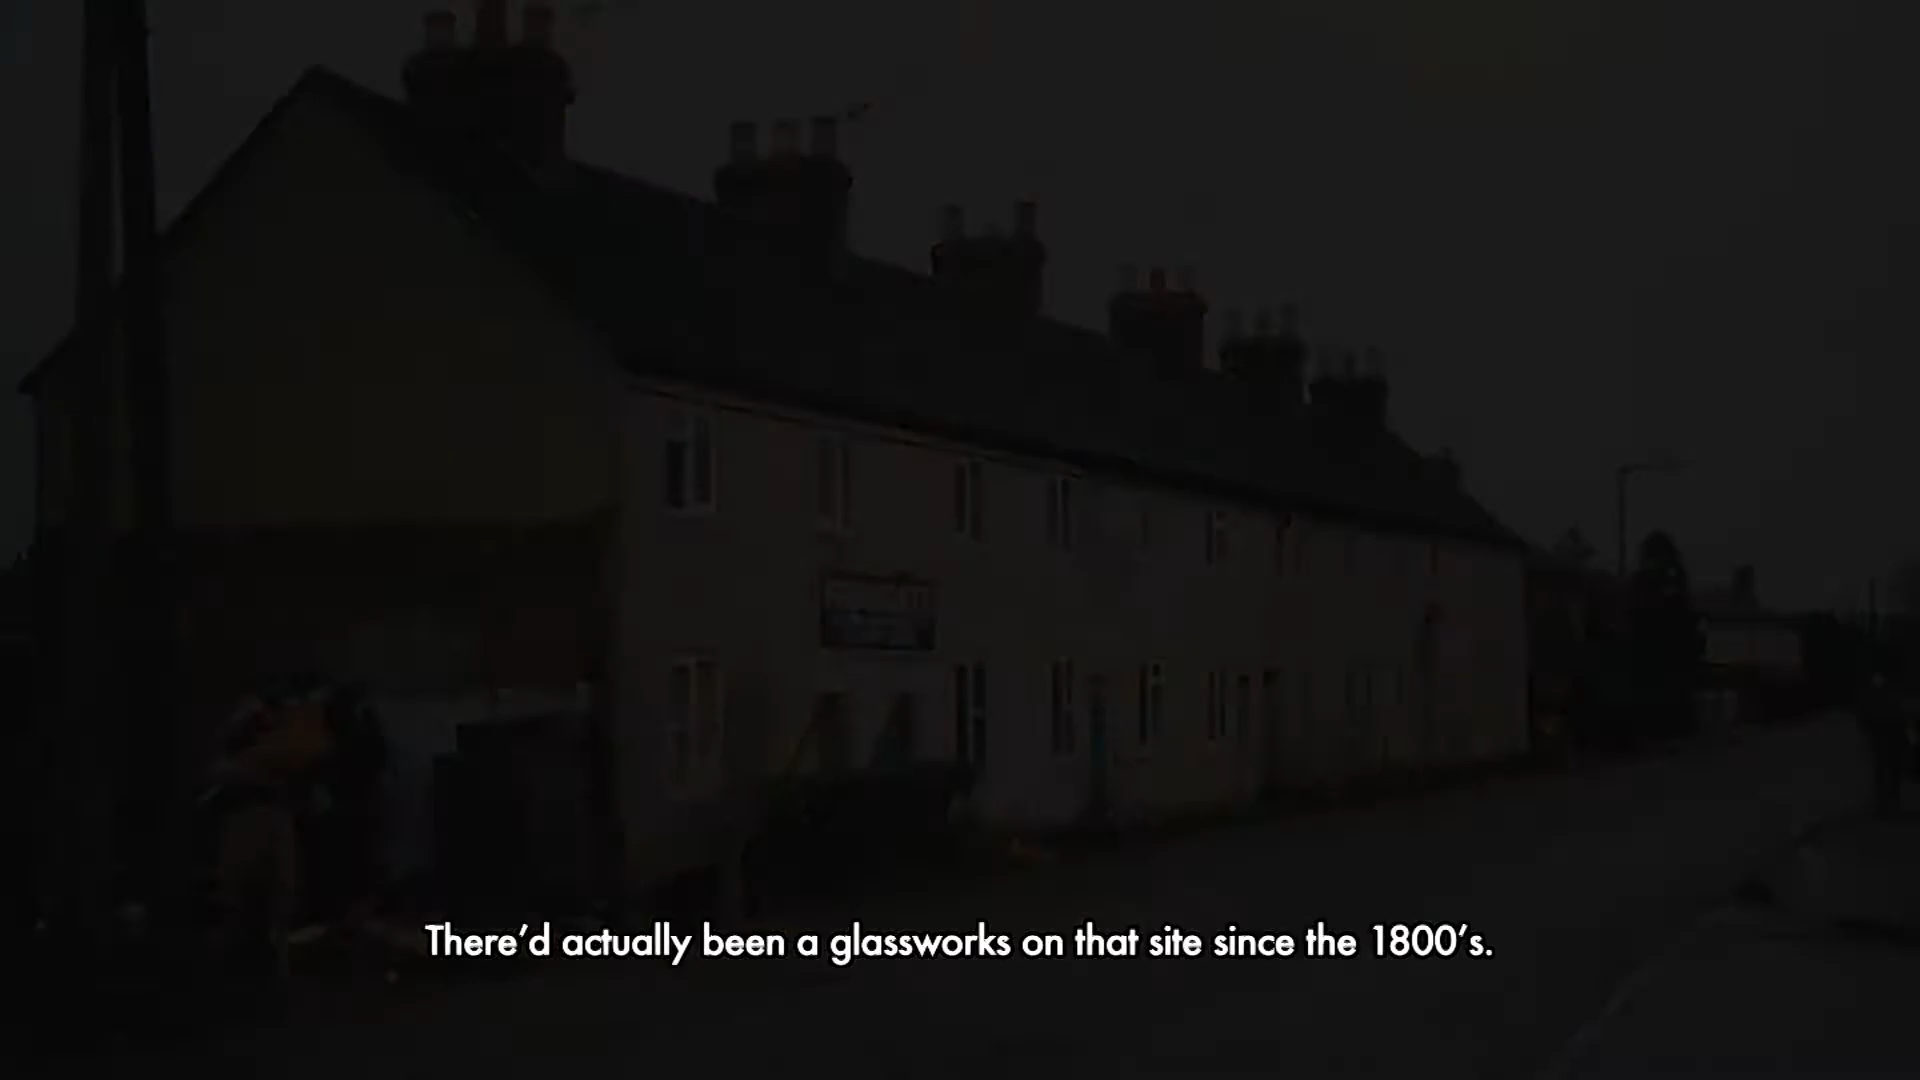 There'd actually been a glassworks on that site since the 1800's.